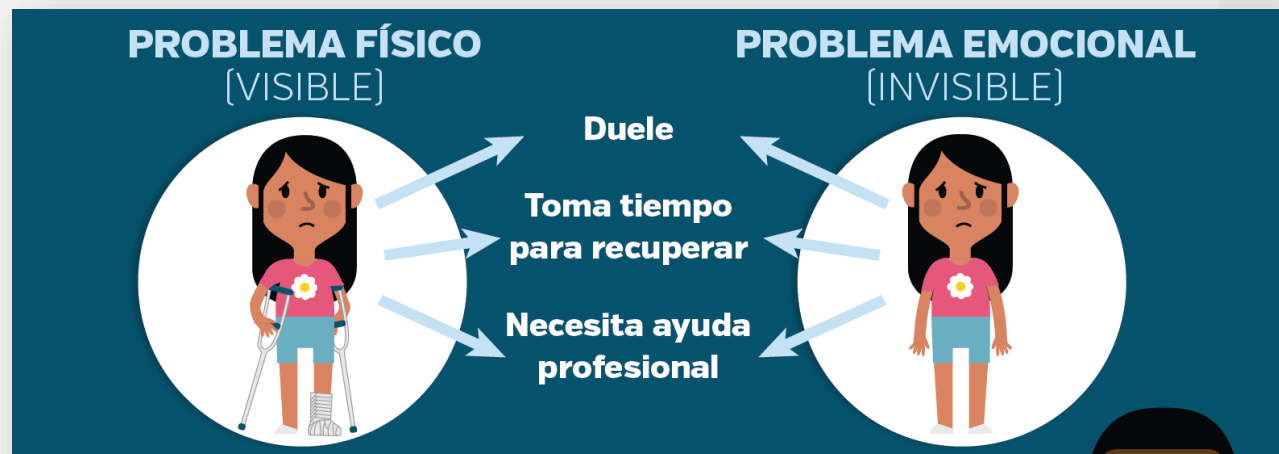 PROBLEMA FÍSICO
(VISIBLE)
PROBLEMA EMOCIONAL
(INVISIBLE)
Duele
Toma tiempo
para recuperar
Necesita ayuda
profesional